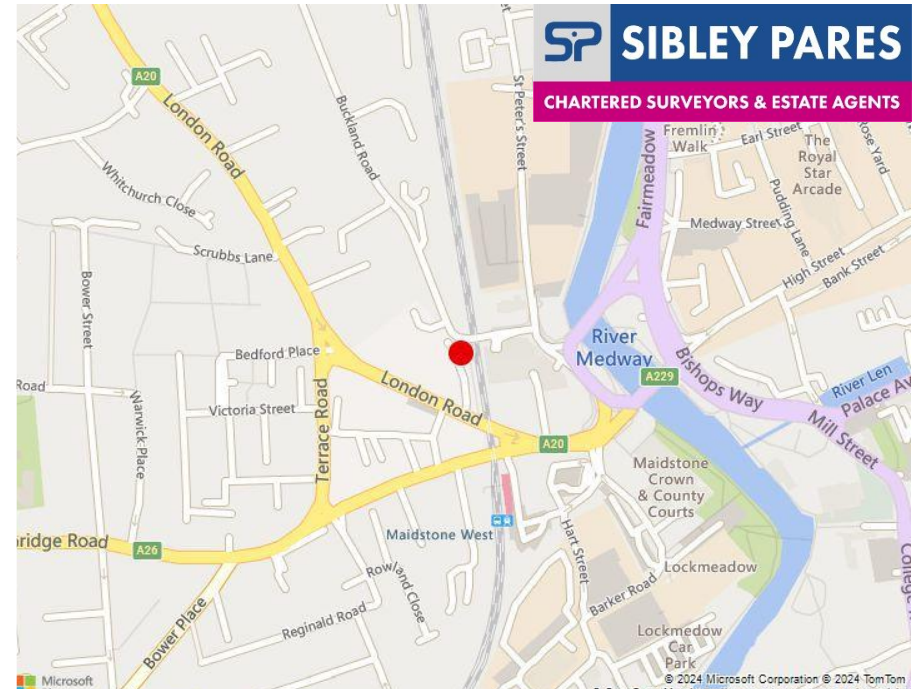 SP SIBLEY PARES
CHARTERED SURVEYORS & ESTATE AGENTS
A20
London Road
Buckland Road
St Peter's Street
Fremlin
Walk
Earl Street
The
Royal
Star
Arcade
Rose Yard
Fairmeadow
Whitchurch Close
Medway Street
Pudding Lane
High Street
Bank Street
Scrubbs Lane
Bower Street
River
Medway
Bedford Place
A229
Bishops Way
River Len
Palace Av
Road
London Road
Victoria Street
Terrace Road
Warwick Place
Mill Street
A20
Maidstone
Crown
& County
Courts
bridge Road
A26
Maidstone West
Hart Street
Lockmeadow
College
Rowland Close
Barker Road
Reginald Road
Bower Place
Lockmedow
Car
Park
Microsoft
© 2024 Microsoft Corporation © 2024 TomTom